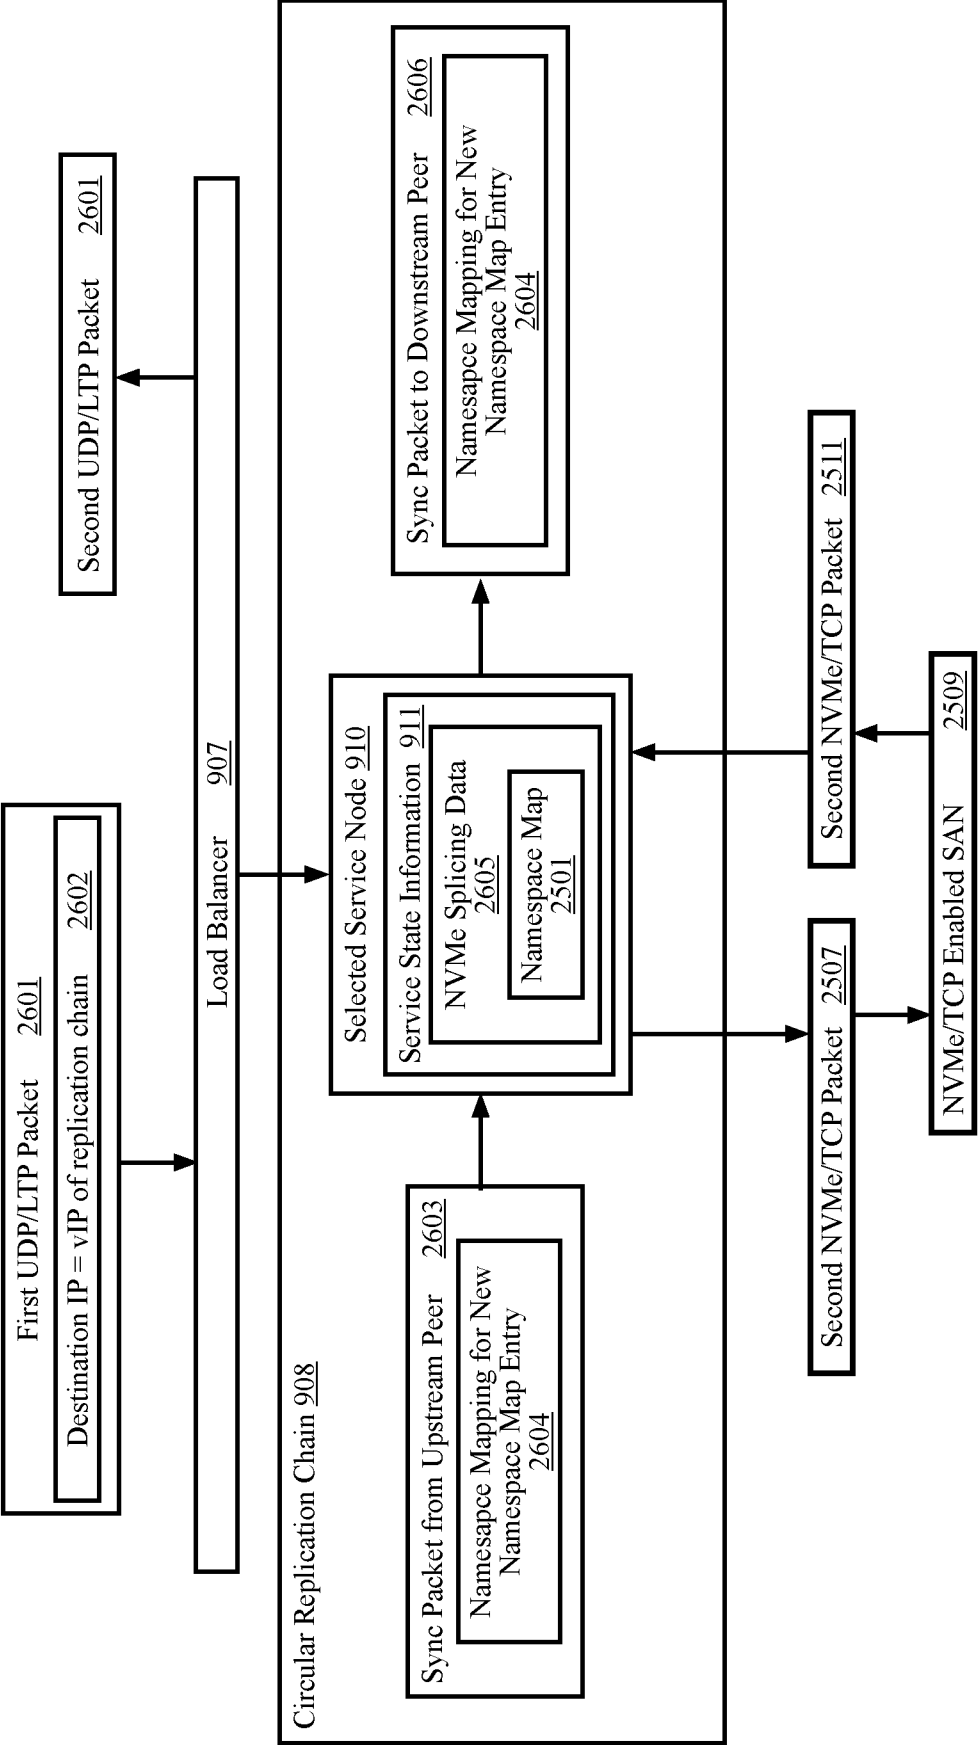 First UDP/LTP Packet 2601
Destination IP = vIP of replication chain 2602
Second UDP/LTP Packet 2601
Load Balancer 907
Circular Replication Chain 908
Sync Packet from Upstream Peer 2603
Namesapce Mapping for New
Namespace Map Entry
2604
Selected Service Node 910
Service State Information 911
NVMe Splicing Data
2605
Namespace Map
2501
Sync Packet to Downstream Peer 2606
Namesapce Mapping for New
Namespace Map Entry
2604
Second NVMe/TCP Packet 2507
Second NVMe/TCP Packet 2511
NVMe/TCP Enabled SAN 2509